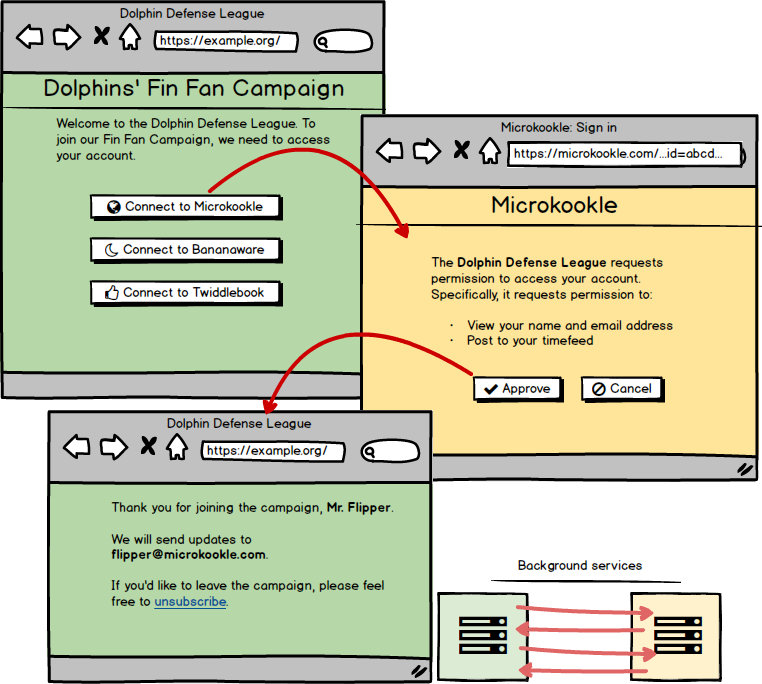 Dolphin Defense League
https://example.org/
Dolphins' Fin Fan Campaign
Welcome to the Dolphin Defense League. To
join our Fin Fan Campaign, we need to access
your account.
Connect to Microkookle
Connect to Bananaware
Connect to Twiddlebook
Microkookle: Sign in
https://microkookle.com/...id=abcd...
Microkookle
The Dolphin Defense League requests
permission to access your account.
Specifically, it requests permission to:
· View your name and email address
· Post to your timefeed
Approve
Cancel
Dolphin Defense League
https://example.org/
Thank you for joining the campaign, Mr. Flipper.
We will send updates to
flipper@microkookle.com.
If you'd like to leave the campaign, please feel
free to unsubscribe.
Background services